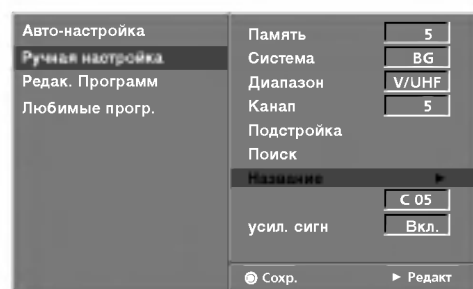 Авто-настройка
Ручная настройка
Редак. Программ
Любимые прогр.
Память 5
Система BG
Диапазон V/UHF
Канап 5
Подстройка
Поиск
Название ►
C 05
усил. сигн Вкл.
Сохр. ► Редакт